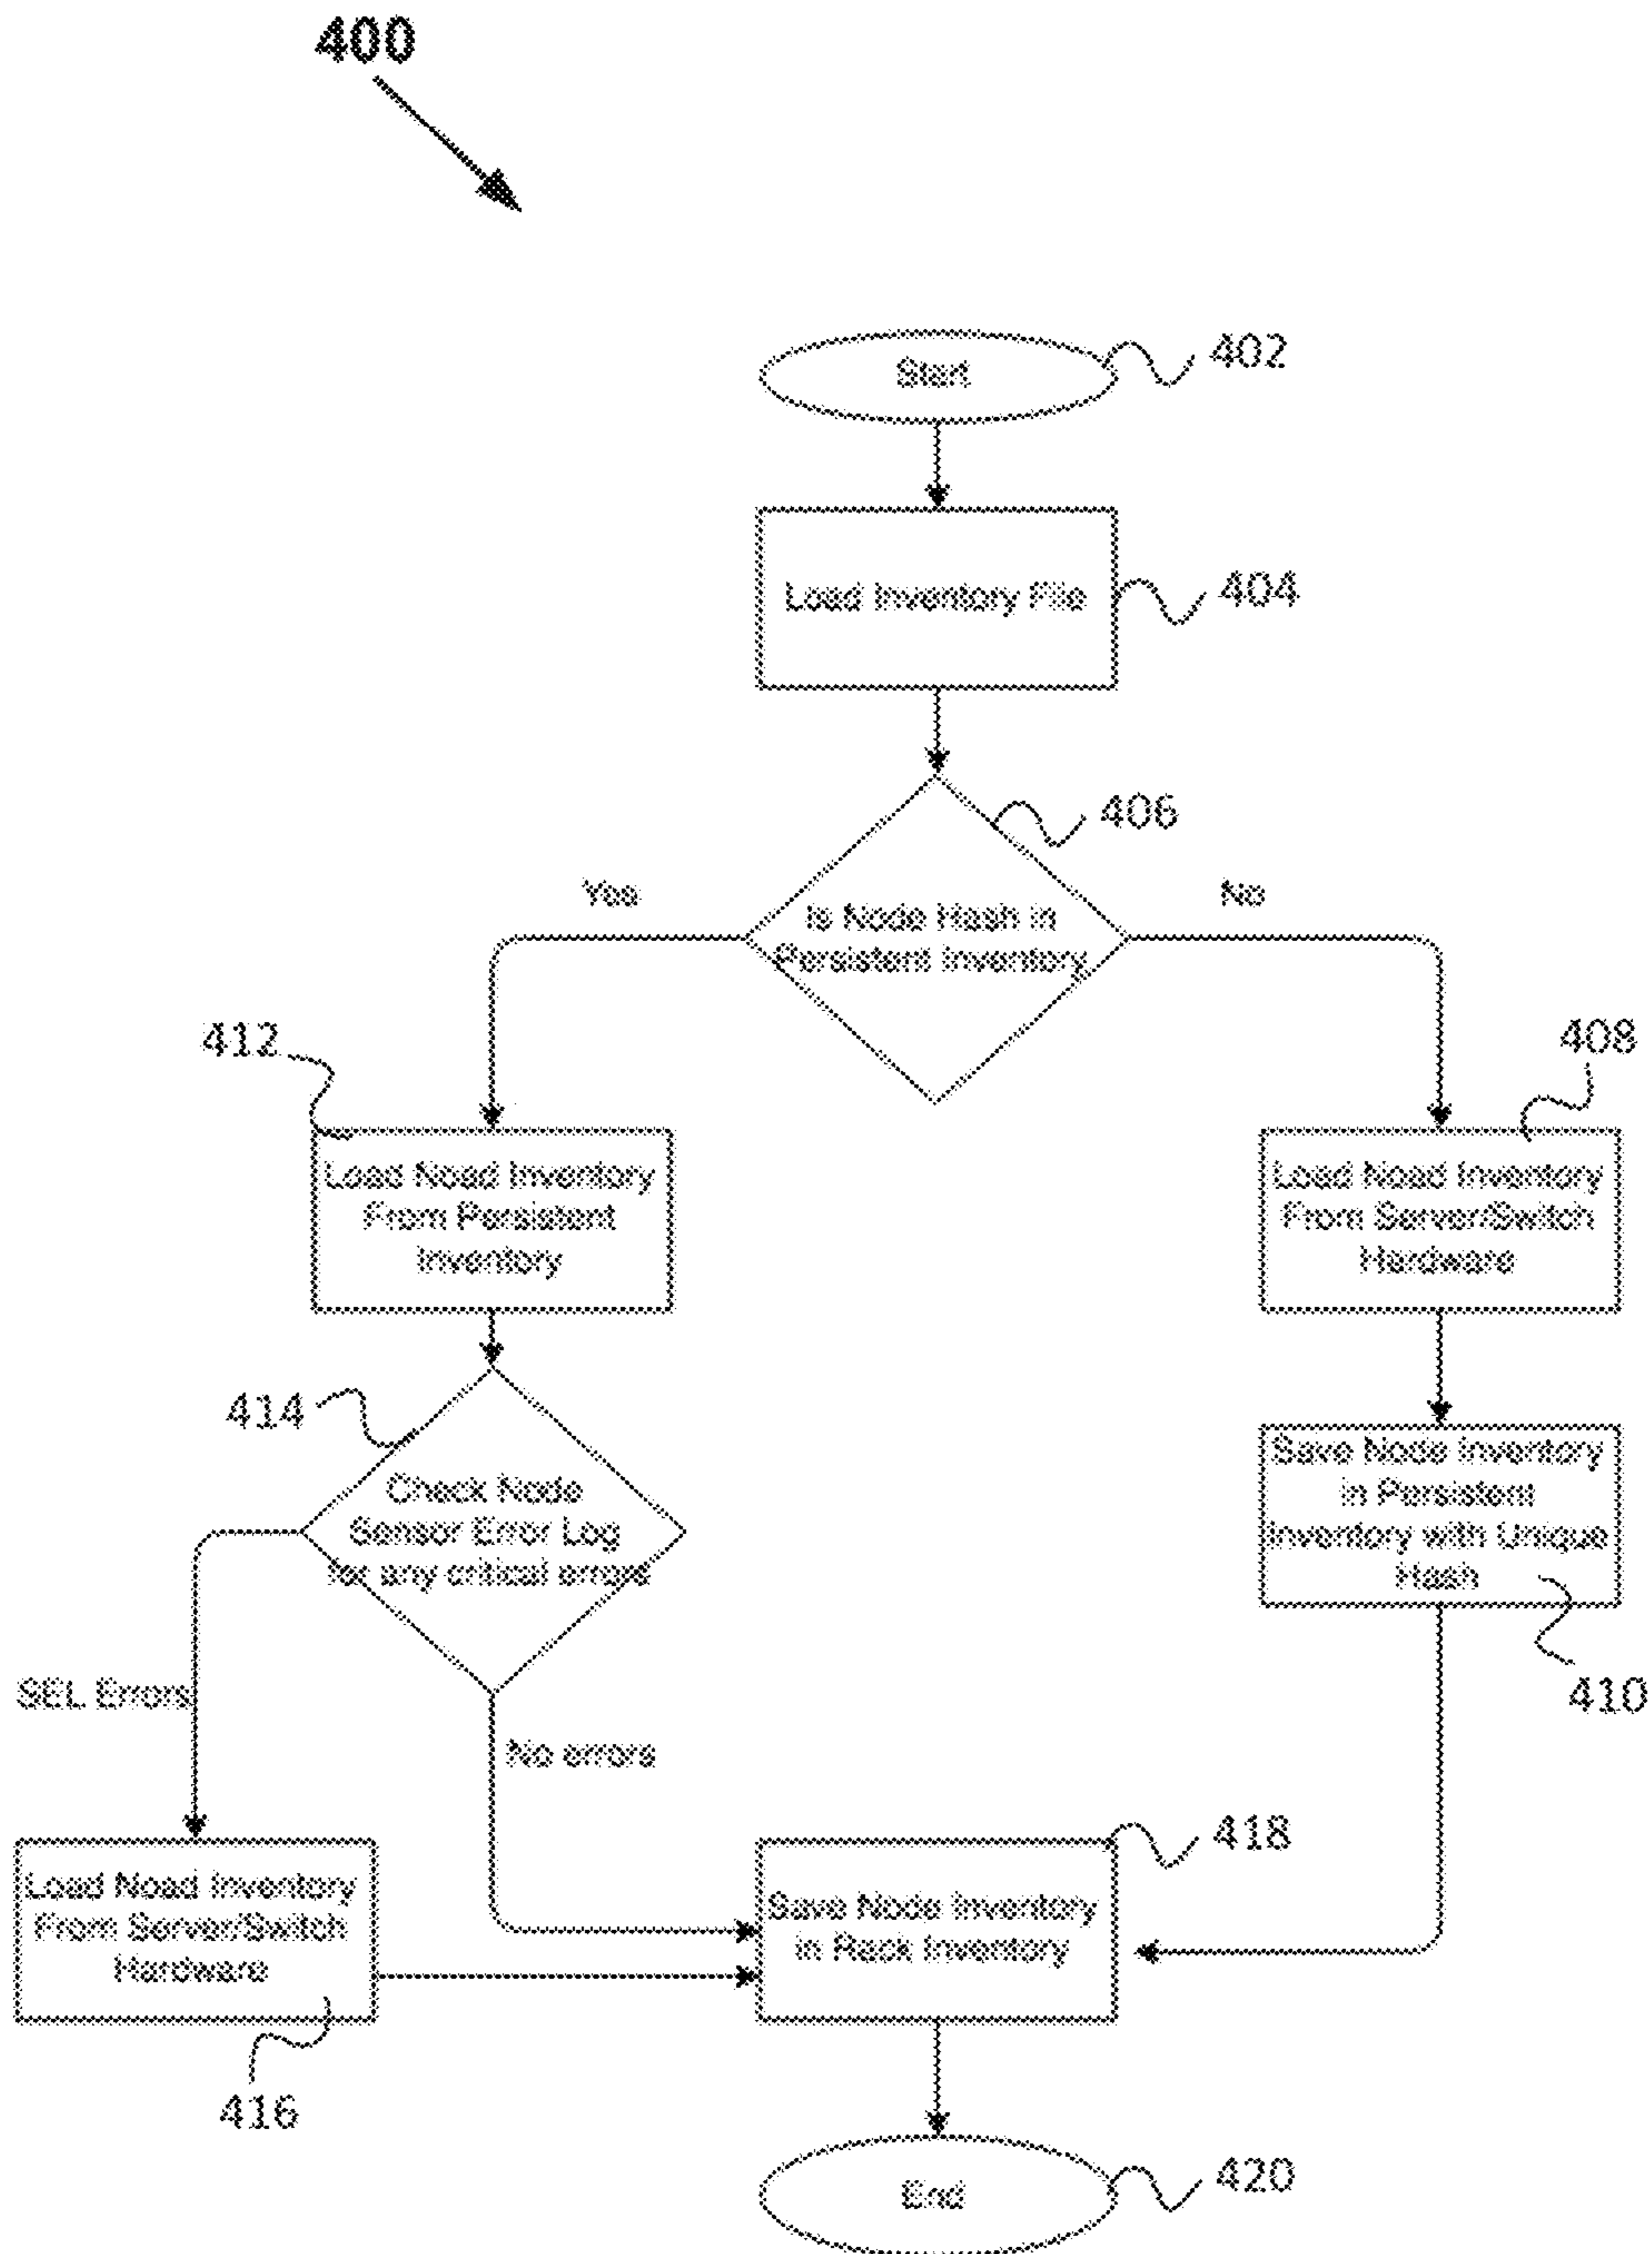 400
Start
402
Load Inventory File
404
406
Yes
No
Is Node Hash in
Persistent Inventory
412
408
Load Noad Inventory
From Persistent
Inventory
Load Noad Inventory
From Server/Switch
Hardware
414
Check Node
Sensor Error Log
for any critical errors
Save Node Inventory
in Persistent
Inventory with Unique
Hash
410
SEL Errors
No errors
418
Load Noad Inventory
From Server/Switch
Hardware
Save Node Inventory
in Rack Inventory
416
End
420